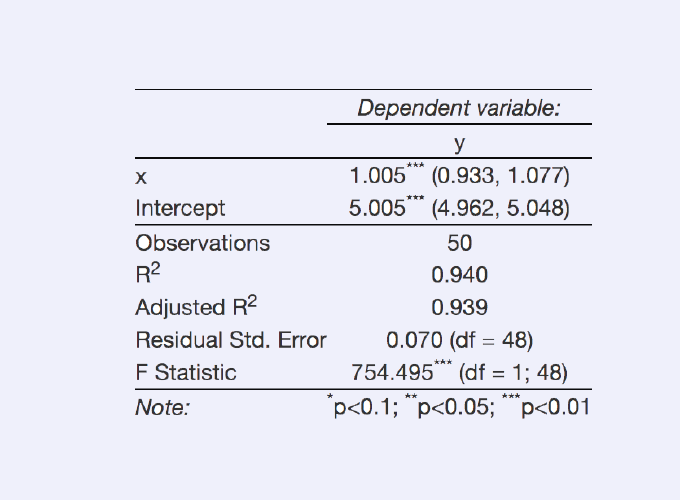 Dependent variable:
y
x 1.005*** (0.933, 1.077)
Intercept 5.005*** (4.962, 5.048)
Observations 50
R² 0.940
Adjusted R² 0.939
Residual Std. Error 0.070 (df = 48)
F Statistic 754.495*** (df = 1; 48)
Note: *p<0.1; **p<0.05; ***p<0.01